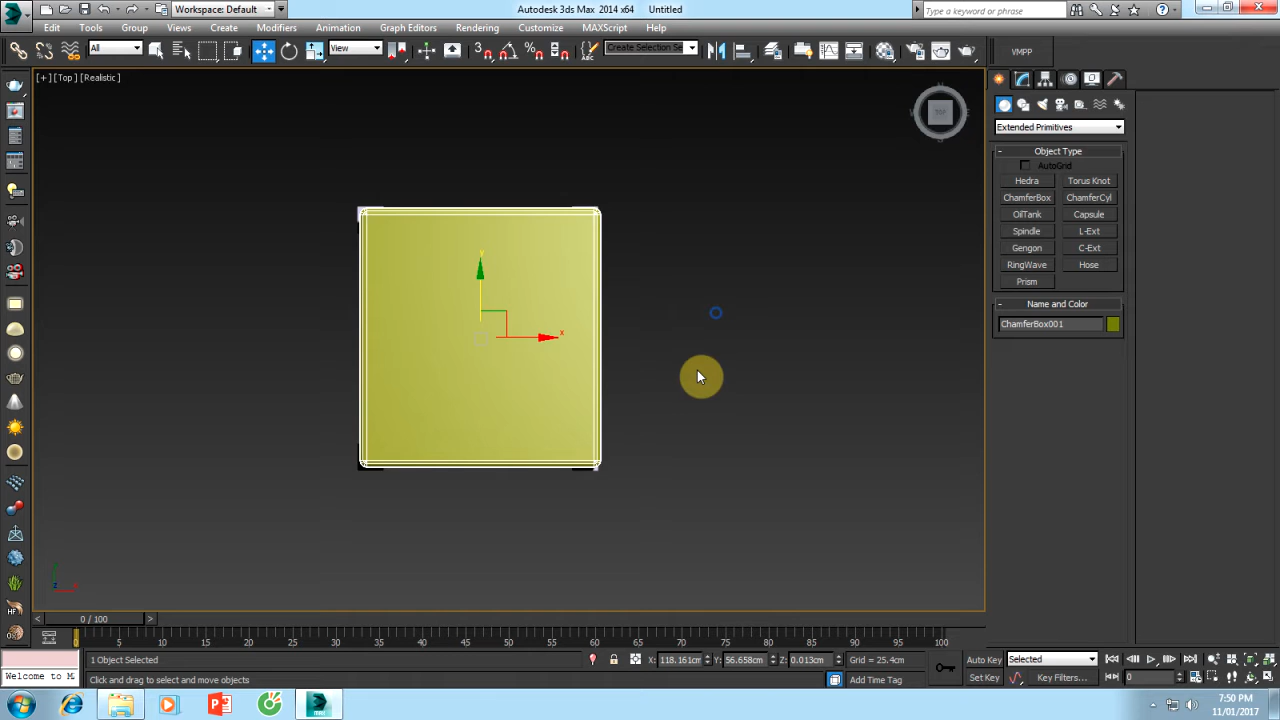 Workspace: Default
Autodesk 3ds Max 2014 x64 Untitled
Type a keyword or phrase
Edit Tools Group Views Create Modifiers Animation Graph Editors Rendering Customize MAXScript Help
All
View
Create Selection Se
VMPP
[+] [Top] [Realistic]
TOP
Extended Primitives
- Object Type
AutoGrid
Hedra Torus Knot
ChamferBox ChamferCyl
OilTank Capsule
Spindle L-Ext
Gengon C-Ext
RingWave Hose
Prism
- Name and Color
ChamferBox001
y
x
HF
< 0 / 100 >
0 5 10 15 20 25 30 35 40 45 50 55 60 65 70 75 80 85 90 95 100
1 Object Selected
X: 118.161cm Y: 56.658cm Z: 0.013cm Grid = 25.4cm
Auto Key Selected
Welcome to M
Click and drag to select and move objects
Add Time Tag
Set Key Key Filters... 0
7:50 PM
11/01/2017